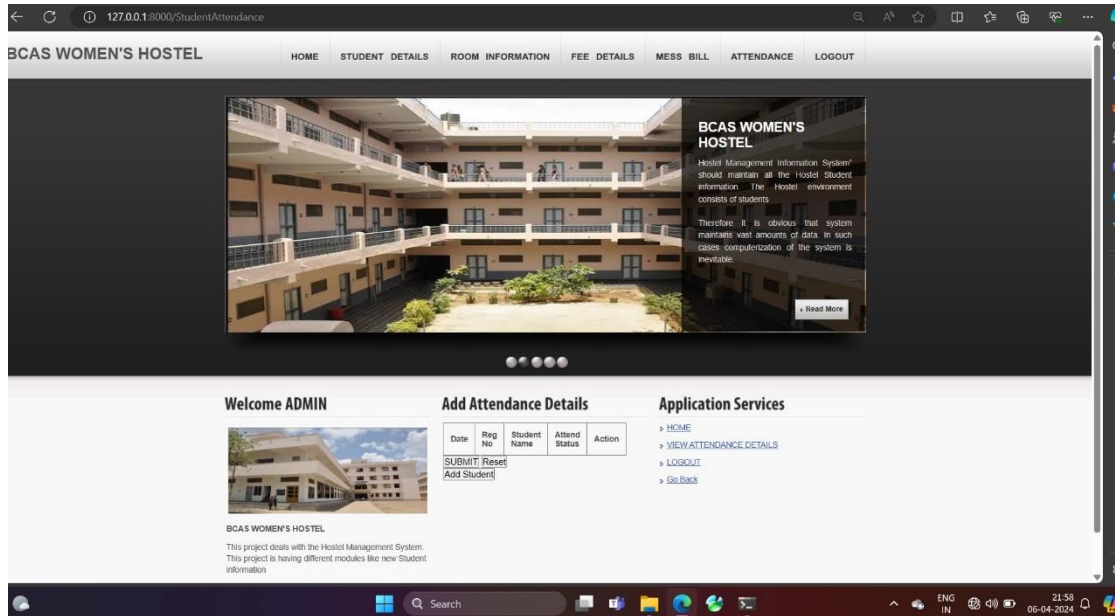 127.0.0.1:8000/StudentAttendance
BCAS WOMEN'S HOSTEL
HOME STUDENT DETAILS ROOM INFORMATION FEE DETAILS MESS BILL ATTENDANCE LOGOUT
BCAS WOMEN'S
HOSTEL
Hostel Management Information System"
should maintain all the Hostel Student
information. The Hostel environment
consists of students
Therefore it is obvious that system
maintains vast amounts of data. In such
cases computerization of the system is
inevitable.
Read More
Welcome ADMIN
BCAS WOMEN'S HOSTEL
This project deals with the Hostel Management System.
This project is having different modules like new Student
information
Add Attendance Details
Date Reg No Student Name Attend Status Action
SUBMIT Reset
Add Student
Application Services
HOME
VIEW ATTENDANCE DETAILS
LOGOUT
Go Back
Search
ENG
IN
21:58
06-04-2024